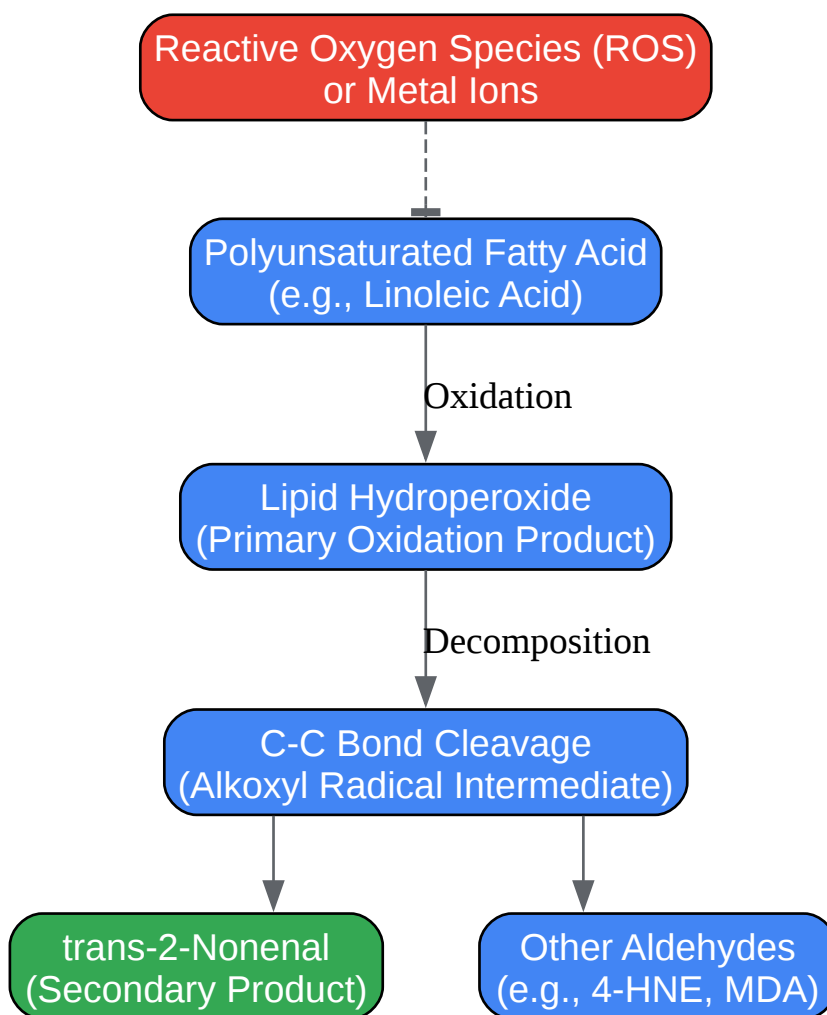 Reactive Oxygen Species (ROS)
or Metal Ions
Polyunsaturated Fatty Acid
(e.g., Linoleic Acid)
Oxidation
Lipid Hydroperoxide
(Primary Oxidation Product)
Decomposition
C-C Bond Cleavage
(Alkoxyl Radical Intermediate)
trans-2-Nonenal
(Secondary Product)
Other Aldehydes
(e.g., 4-HNE, MDA)